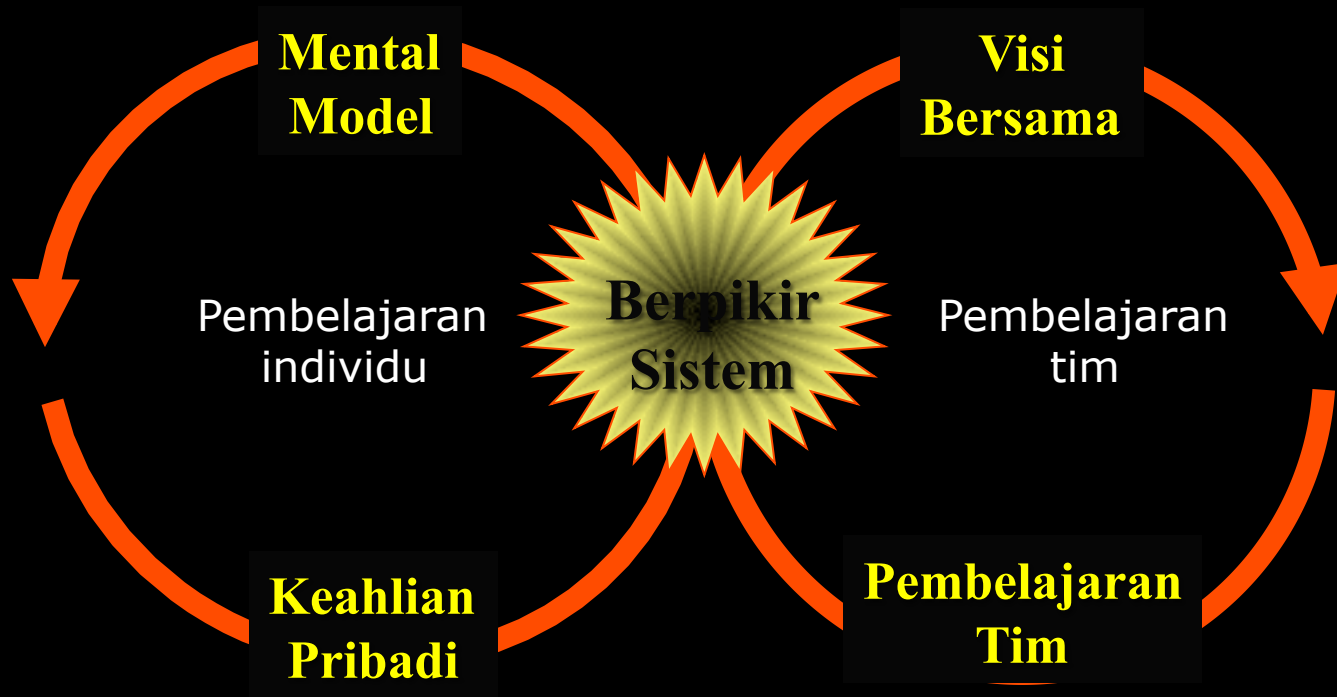 Mental
Model
Visi
Bersama
Pembelajaran
individu
Berpikir
Sistem
Pembelajaran
tim
Keahlian
Pribadi
Pembelajaran
Tim